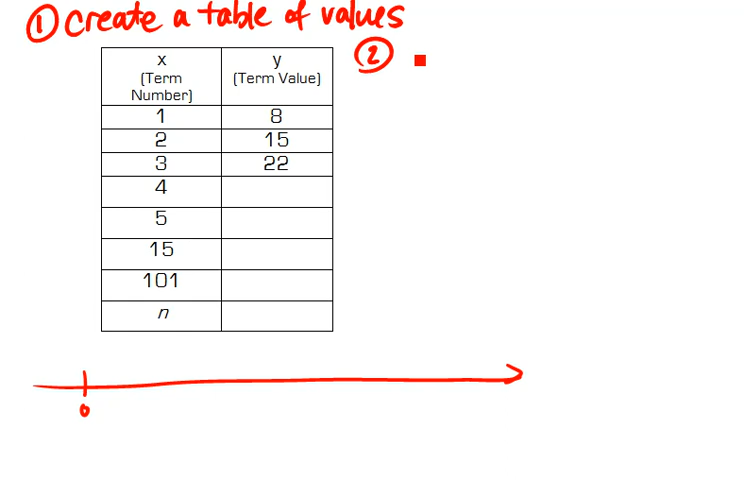 ① create a table of values
②
x y
(Term (Term Value)
Number)
1 8
2 15
3 22
4
5
15
101
n
0